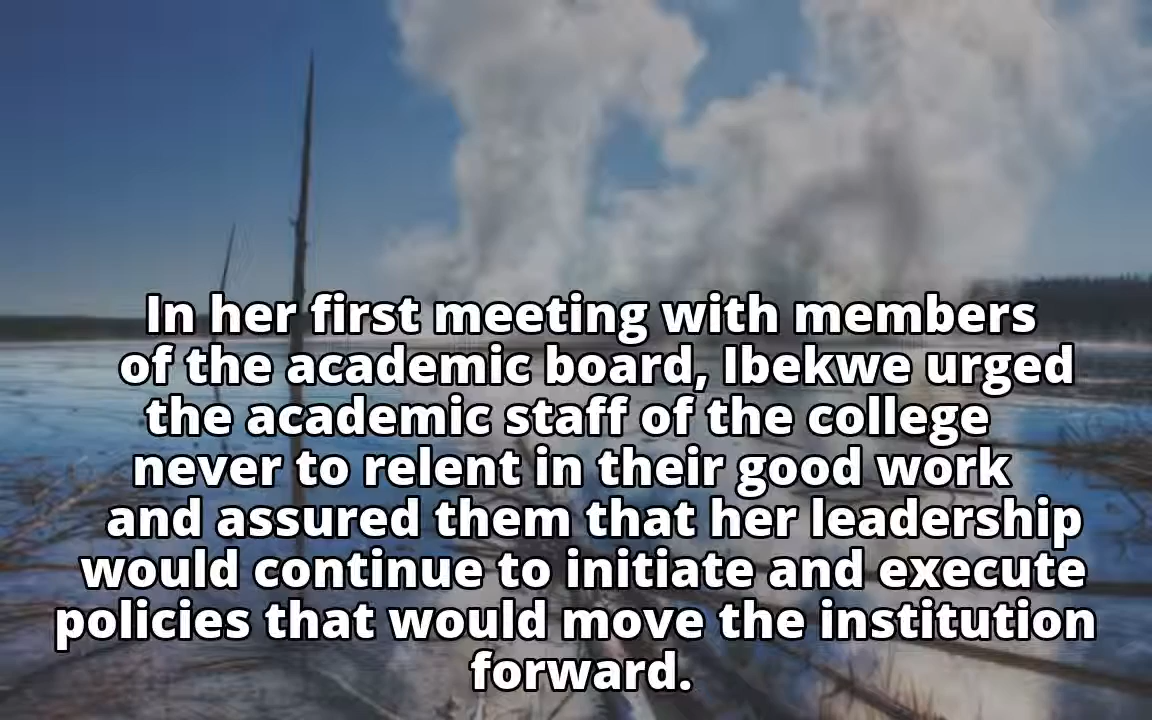 In her first meeting with members
of the academic board, Ibekwe urged
the academic staff of the college
never to relent in their good work
and assured them that her leadership
would continue to initiate and execute
policies that would move the institution
forward.